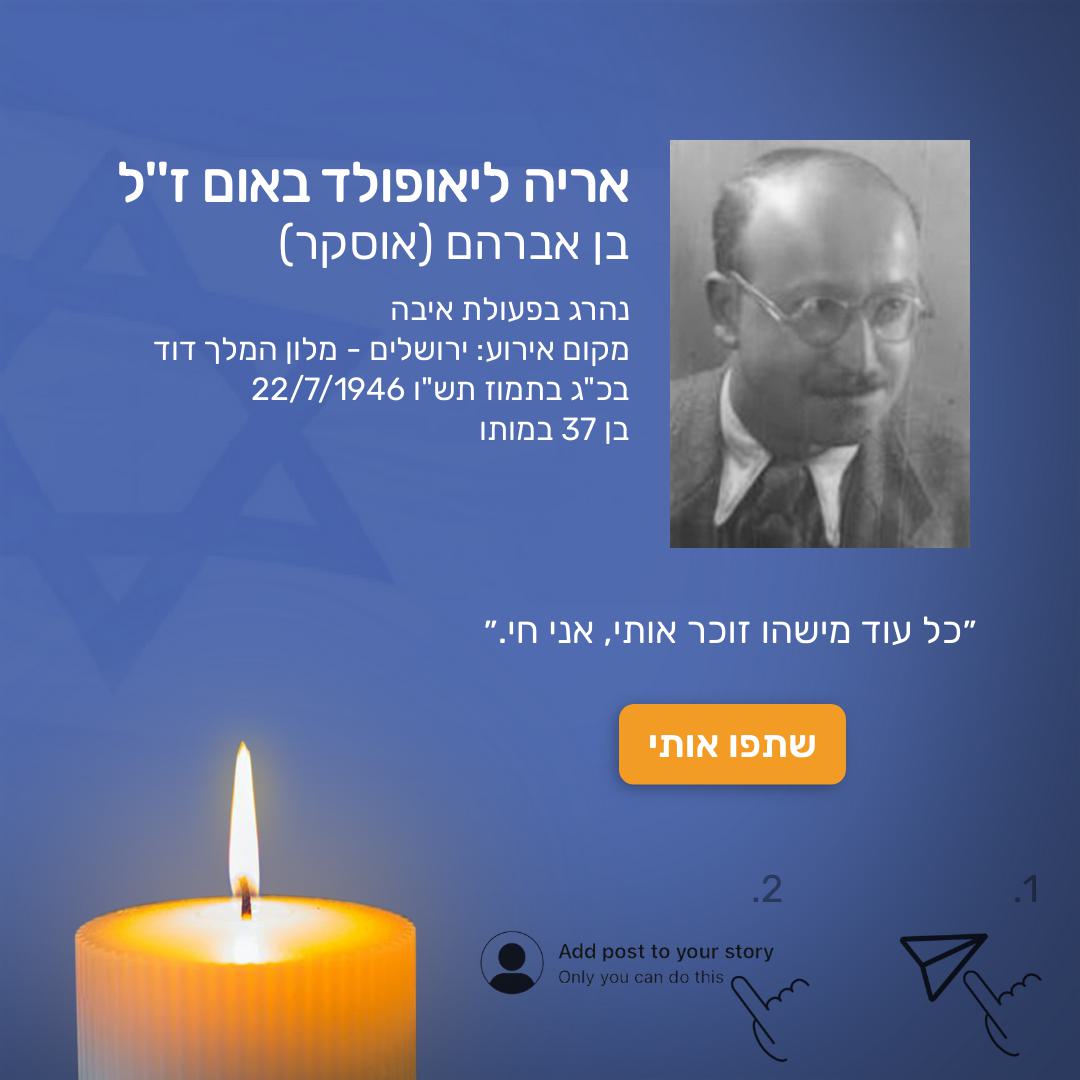 אריה ליאופולד באום ז"ל
בן אברהם (אוסקר)
נהרג בפעולת איבה
מקום אירוע: ירושלים - מלון המלך דוד
בכ"ג בתמוז תש"ו 22/7/1946
בן 37 במותו
״כל עוד מישהו זוכר אותי, אני חי.״
שתפו אותי
1.
2.
Add post to your story
Only you can do this